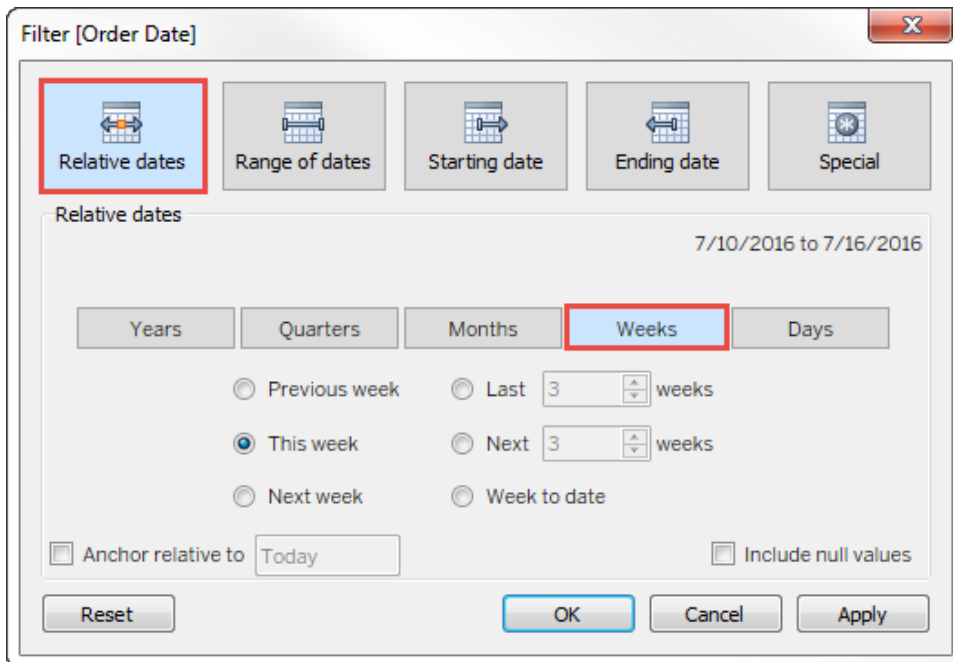 Filter [Order Date]
Relative dates Range of dates Starting date Ending date Special
Relative dates
7/10/2016 to 7/16/2016
Years Quarters Months Weeks Days
Previous week Last 3 weeks
This week Next 3 weeks
Next week Week to date
Anchor relative to Today Include null values
Reset OK Cancel Apply